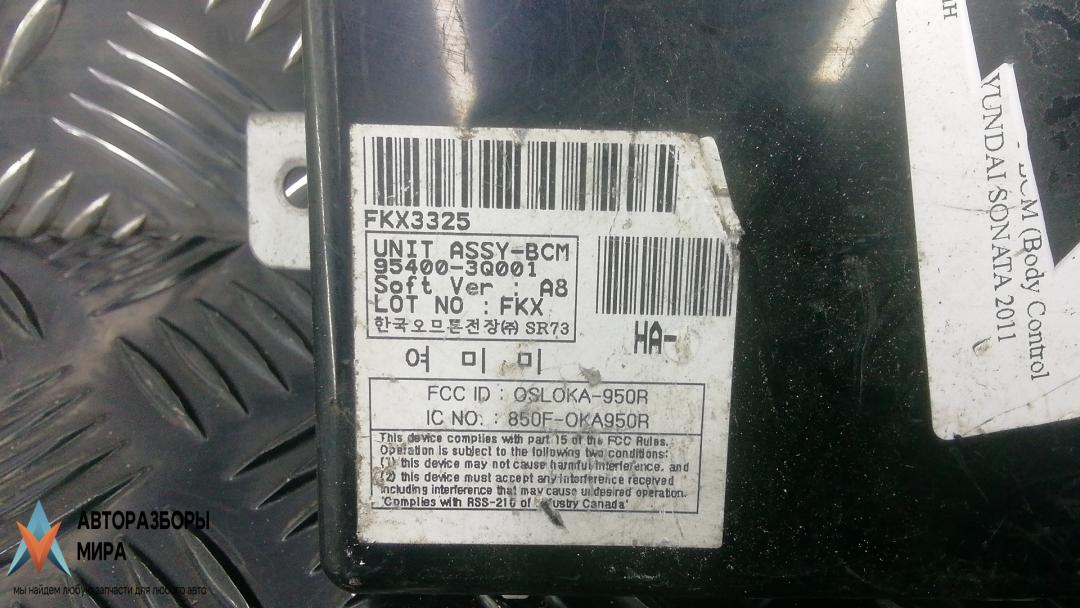 FKX3325
UNIT ASSY-BCM
95400-3Q001
Soft Ver : A8
LOT NO : FKX
한국오므론전장㈜ SR73
HA-
여 미 미
FCC ID : OSLOKA-950R
IC NO. : 850F-OKA950R
This device complies with part 15 of the FCC Rules.
Operation is subject to the following two conditions:
(1) this device may not cause harmful interference, and
(2) this device must accept any interference received
including interference that may cause undesired operation.
"Complies with RSS-210 of Industry Canada"
BCM (Body Control
YUNDAI SONATA 2011
АВТОРАЗБОРЫ
МИРА
мы найдем любую запчасти для любого авто